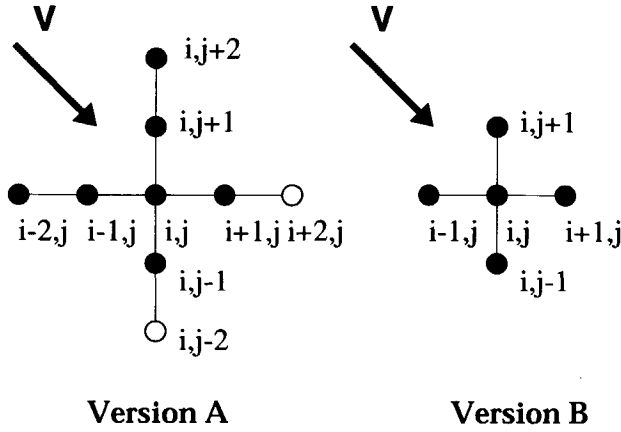 V
i,j+2
i,j+1
i-2,j i-1,j i,j i+1,j i+2,j
i,j-1
i,j-2
Version A
V
i,j+1
i-1,j i,j i+1,j
i,j-1
Version B